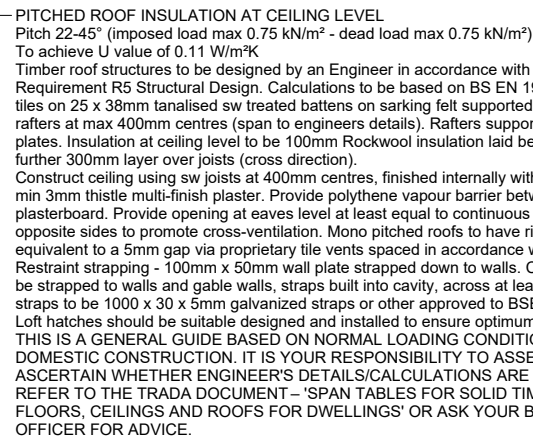 PITCHED ROOF INSULATION AT CEILING LEVEL
Pitch 22-45° (imposed load max 0.75 kN/m² - dead load max 0.75 kN/m²)
To achieve U value of 0.11 W/m²K
Timber roof structures to be designed by an Engineer in accordance with
Requirement R5 Structural Design. Calculations to be based on BS EN 19
tiles on 25 x 38mm tanalised sw treated battens on sarking felt supported
rafters at max 400mm centres (span to engineers details). Rafters suppor
plates. Insulation at ceiling level to be 100mm Rockwool insulation laid be
further 300mm layer over joists (cross direction).
Construct ceiling using sw joists at 400mm centres, finished internally with
min 3mm thistle multi-finish plaster. Provide polythene vapour barrier betw
plasterboard. Provide opening at eaves level at least equal to continuous
opposite sides to promote cross-ventilation. Mono pitched roofs to have ri
equivalent to a 5mm gap via proprietary tile vents spaced in accordance w
Restraint strapping - 100mm x 50mm wall plate strapped down to walls. C
be strapped to walls and gable walls, straps built into cavity, across at lea
straps to be 1000 x 30 x 5mm galvanized straps or other approved to BSE
Loft hatches should be suitable designed and installed to ensure optimum
THIS IS A GENERAL GUIDE BASED ON NORMAL LOADING CONDITIO
DOMESTIC CONSTRUCTION. IT IS YOUR RESPONSIBILITY TO ASSE
ASCERTAIN WHETHER ENGINEER'S DETAILS/CALCULATIONS ARE
REFER TO THE TRADA DOCUMENT – 'SPAN TABLES FOR SOLID TIM
FLOORS, CEILINGS AND ROOFS FOR DWELLINGS' OR ASK YOUR B
OFFICER FOR ADVICE.